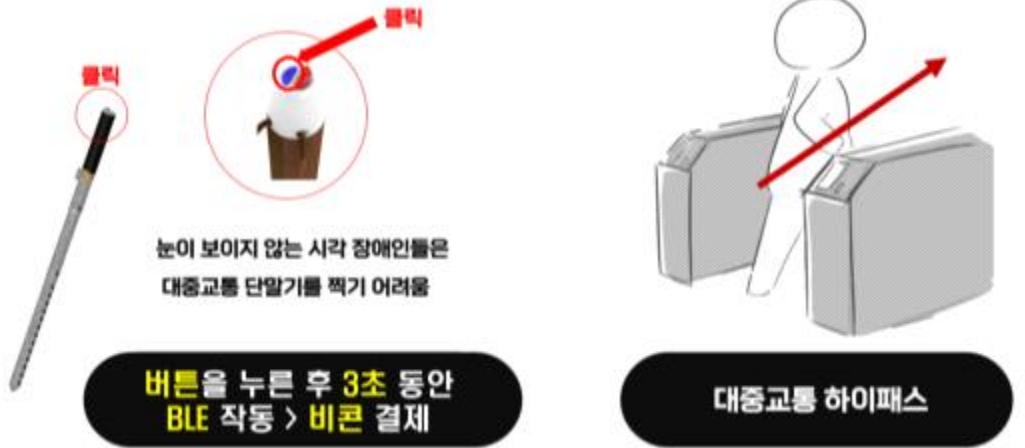 클릭
클릭
눈이 보이지 않는 시각 장애인들은
대중교통 단말기를 찍기 어려움
버튼을 누른 후 3초 동안
BLE 작동 > 비콘 결제
대중교통 하이패스